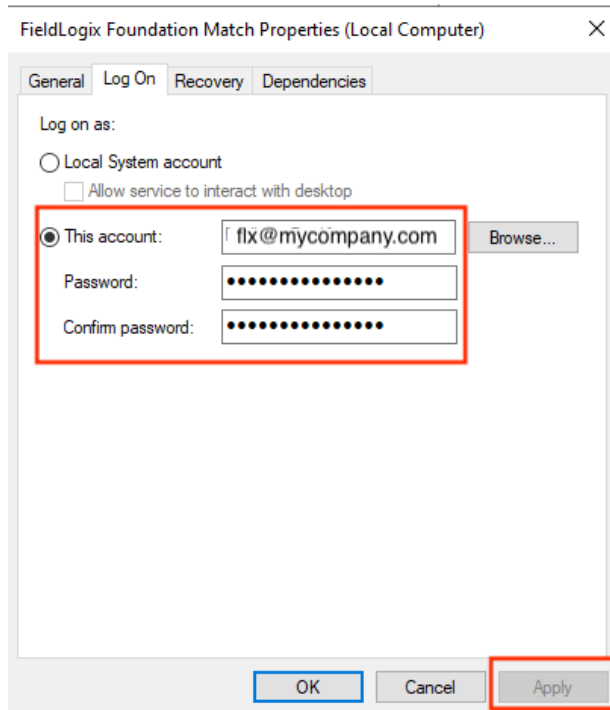 FieldLogix Foundation Match Properties (Local Computer)
General Log On Recovery Dependencies
Log on as:
Local System account
Allow service to interact with desktop
This account: flx@mycompany.com Browse...
Password: •••••••••••••••
Confirm password: •••••••••••••••
OK Cancel Apply